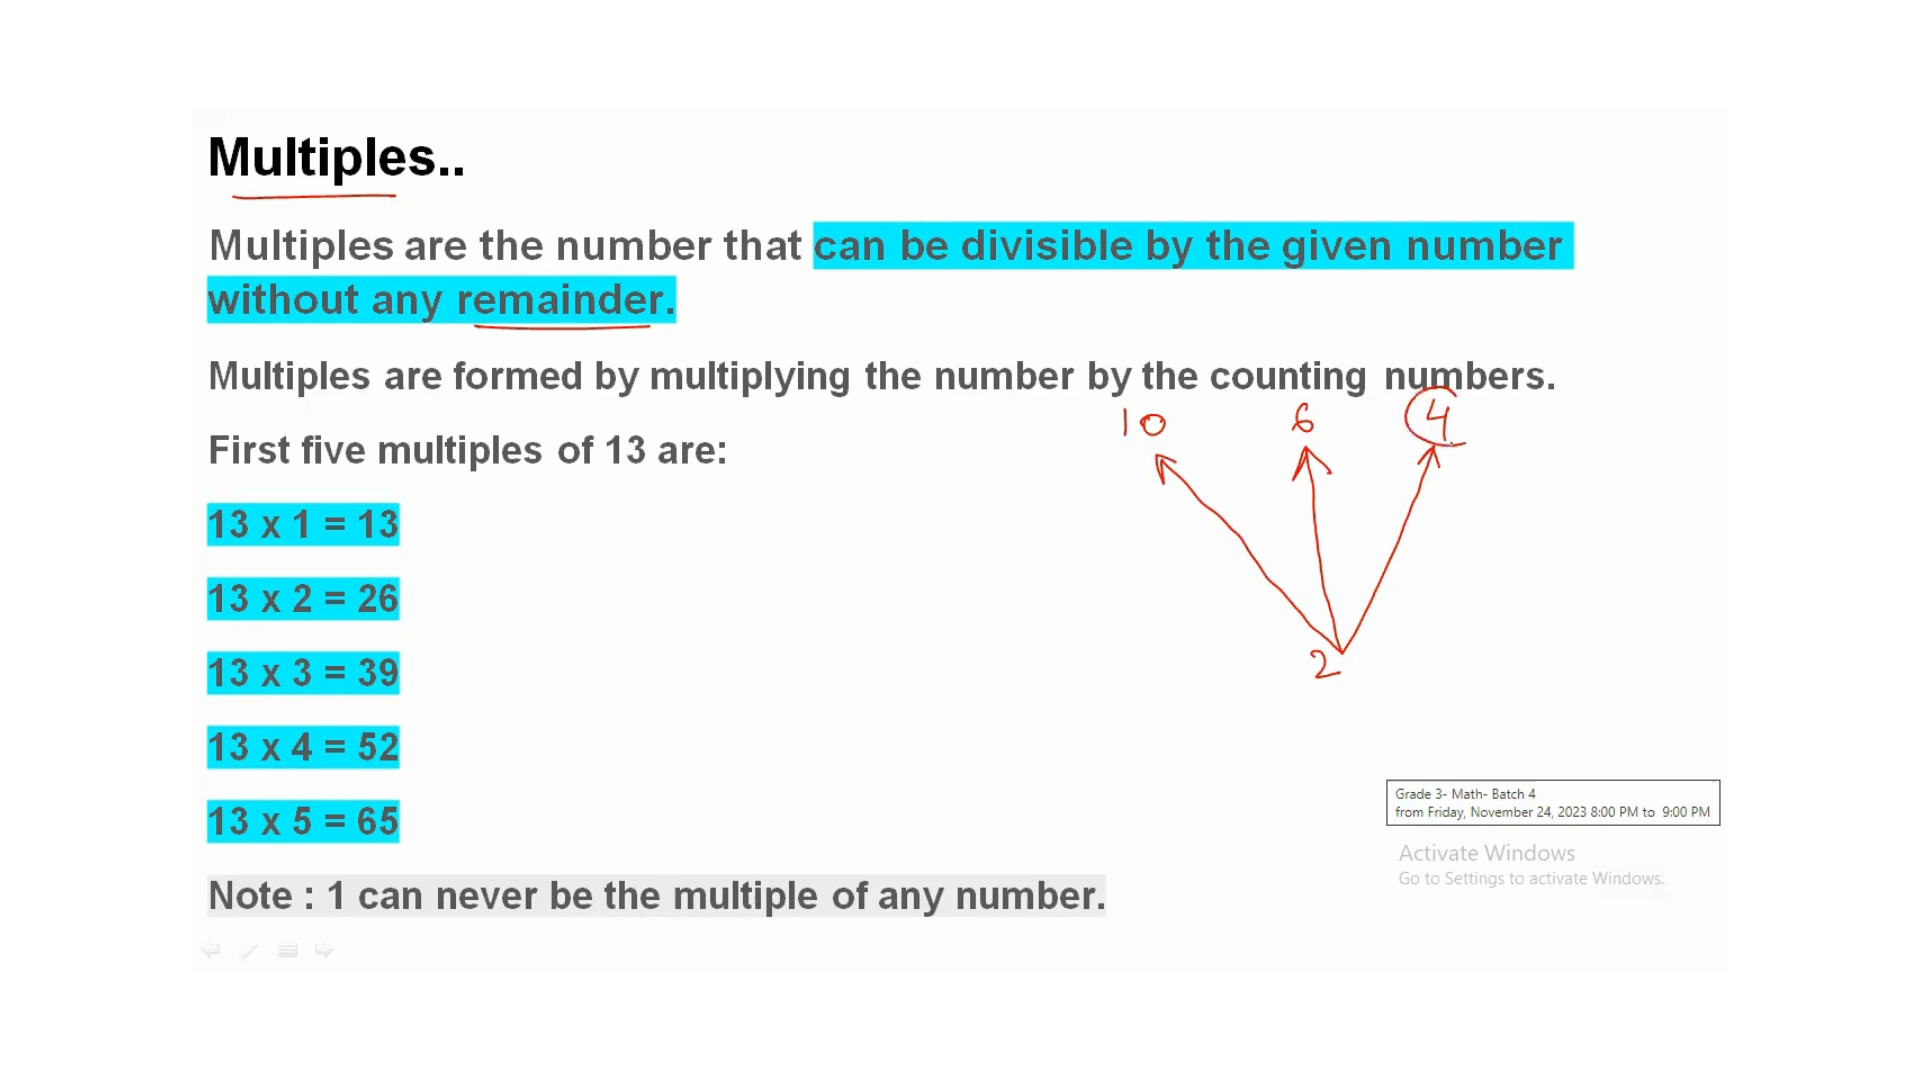 Multiples..
Multiples are the number that can be divisible by the given number
without any remainder.
Multiples are formed by multiplying the number by the counting numbers.
10 6 4
First five multiples of 13 are:
13 x 1 = 13
13 x 2 = 26
13 x 3 = 39
2
13 x 4 = 52
Grade 3- Math- Batch 4
from Friday, November 24, 2023 8:00 PM to 9:00 PM
13 x 5 = 65
Activate Windows
Go to Settings to activate Windows.
Note : 1 can never be the multiple of any number.